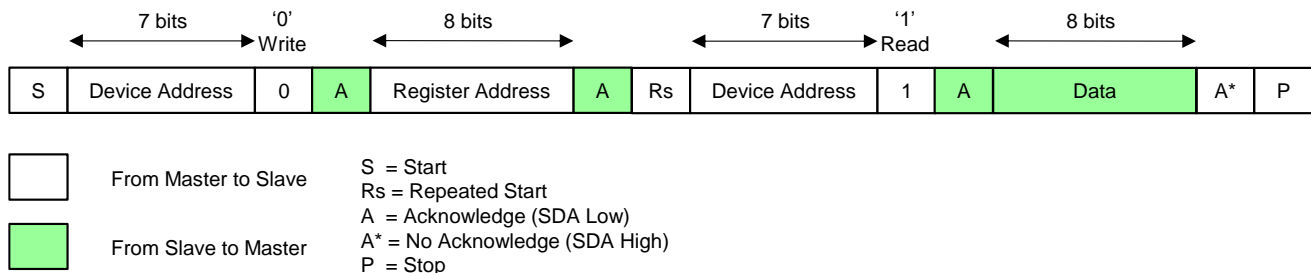 7 bits ‘0’ 8 bits 7 bits ‘1’ 8 bits
Write Read
S Device Address 0 A Register Address A Rs Device Address 1 A Data A* P
From Master to Slave
From Slave to Master
S = Start
Rs = Repeated Start
A = Acknowledge (SDA Low)
A* = No Acknowledge (SDA High)
P = Stop